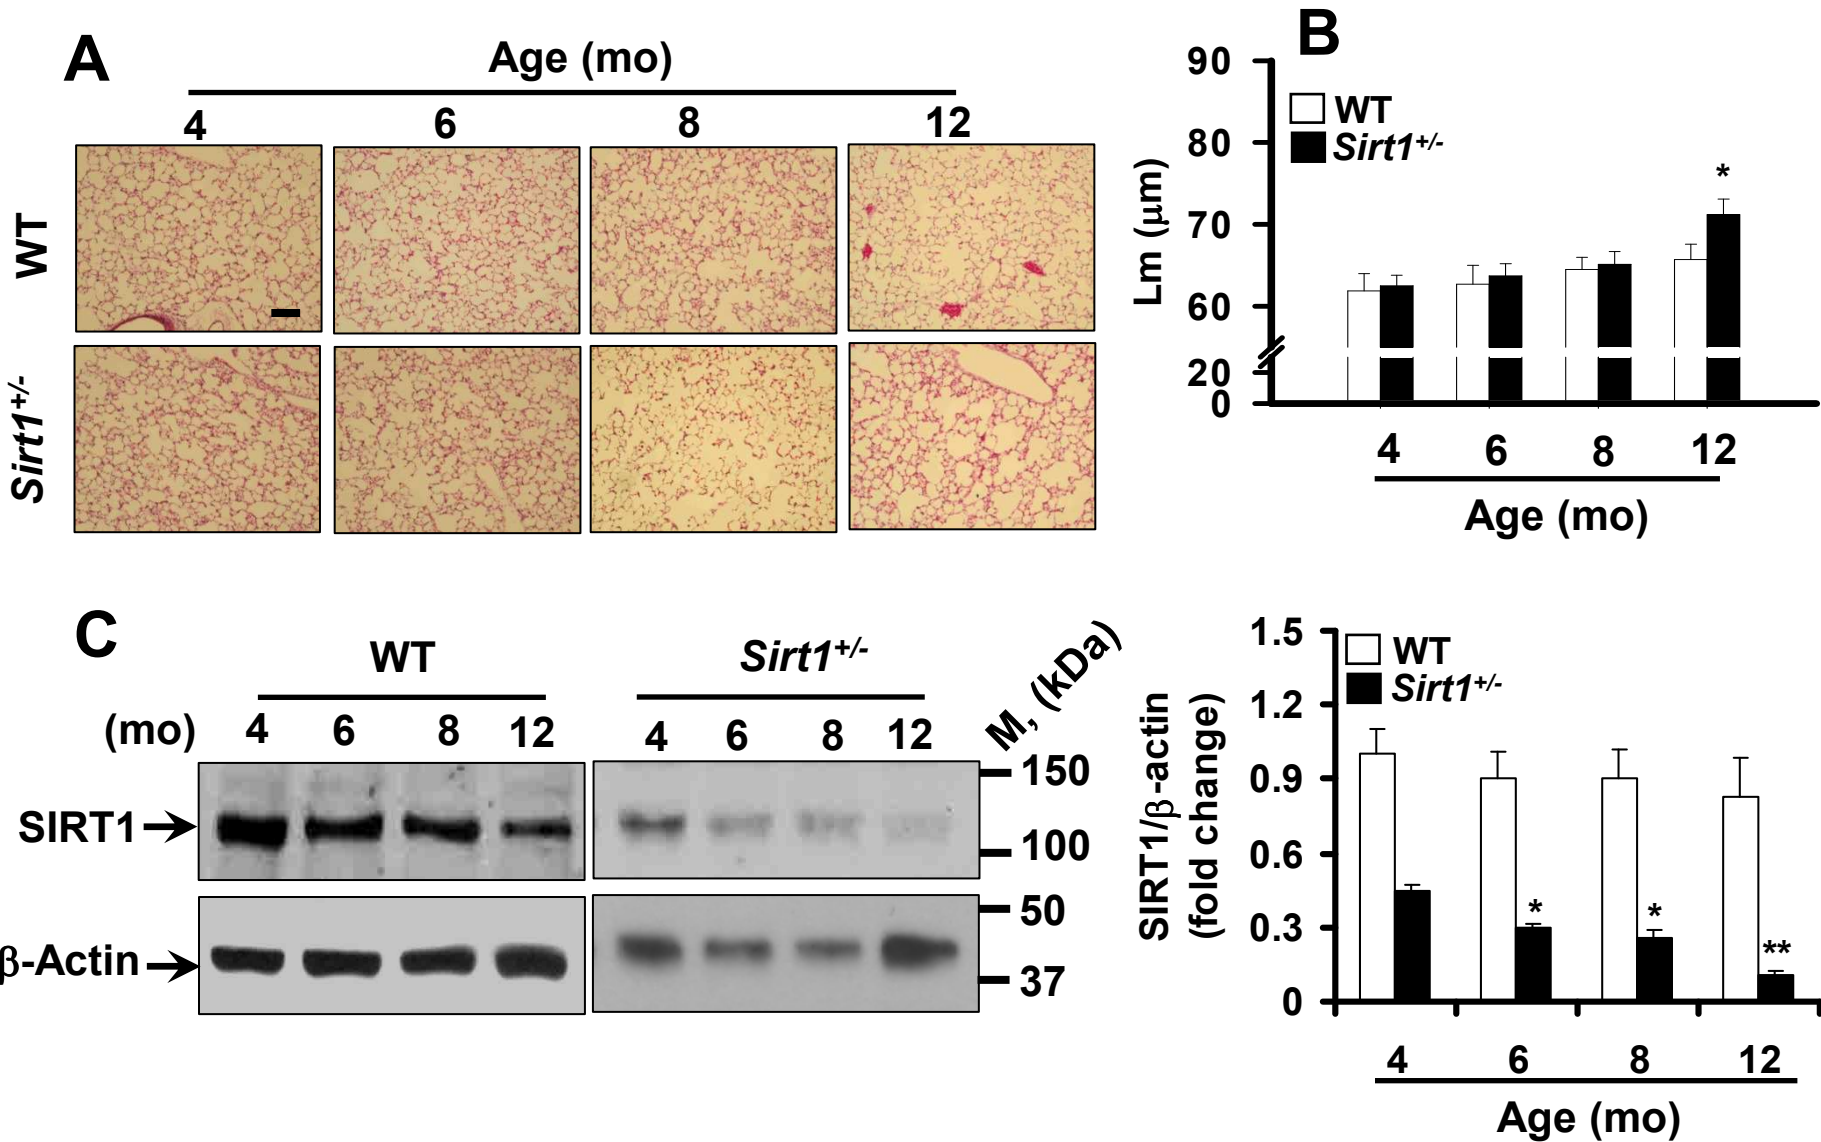 A
Age (mo)
4 6 8 12
WT
Sirt1+/-
B
90
80
70
60
20
0
Lm (μm)
WT
Sirt1+/-
*
4 6 8 12
Age (mo)
C
WT Sirt1+/- M, (kDa)
(mo) 4 6 8 12 4 6 8 12
SIRT1
150
100
β-Actin
50
37
1.5
1.2
0.9
0.6
0.3
0
SIRT1/β-actin
(fold change)
WT
Sirt1+/-
* * **
4 6 8 12
Age (mo)